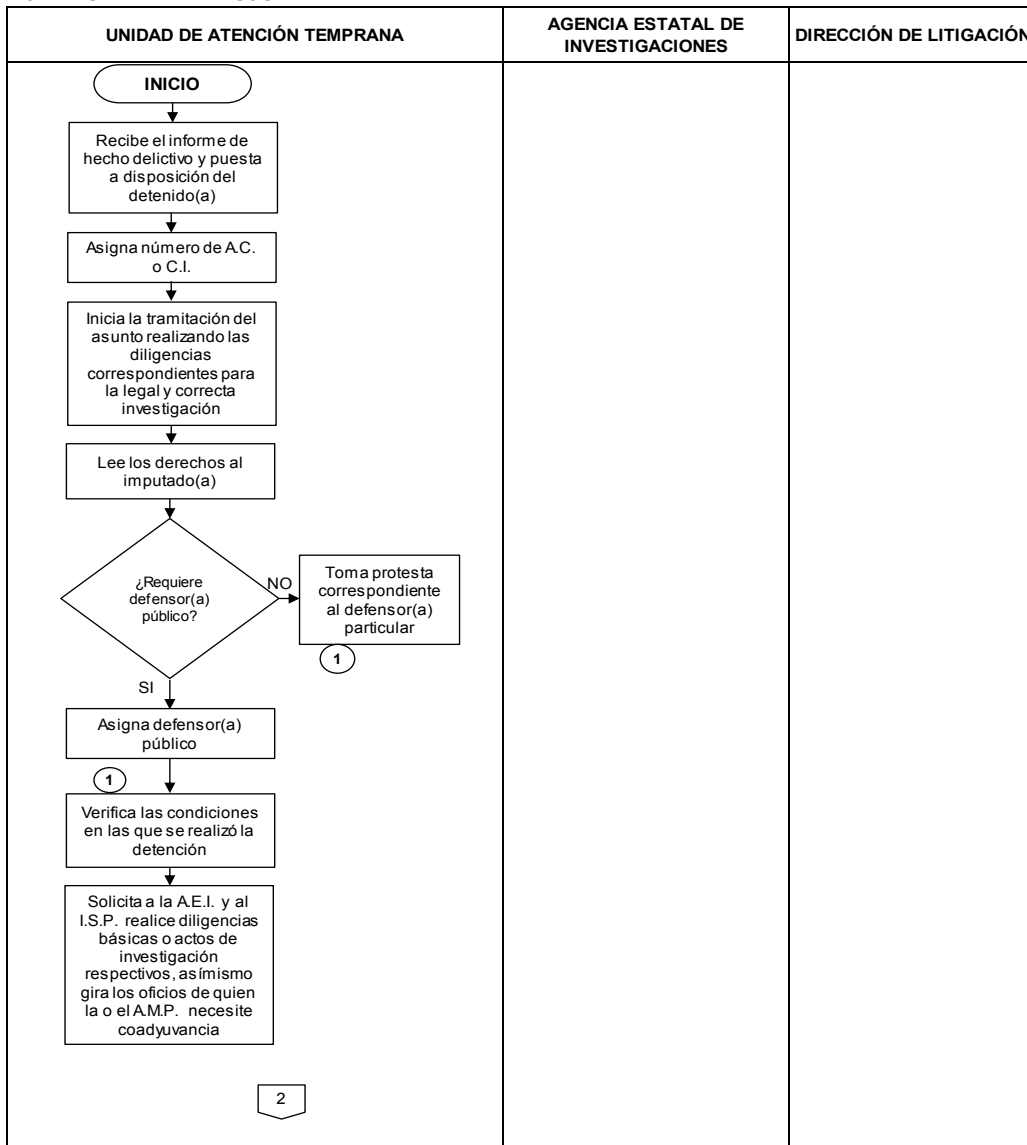 UNIDAD DE ATENCIÓN TEMPRANA
AGENCIA ESTATAL DE
INVESTIGACIONES
DIRECCIÓN DE LITIGACIÓN
INICIO
Recibe el informe de
hecho delictivo y puesta
a disposición del
detenido(a)
Asigna número de A.C.
o C.I.
Inicia la tramitación del
asunto realizando las
diligencias
correspondientes para
la legal y correcta
investigación
Lee los derechos al
imputado(a)
¿Requiere
defensor(a)
público?
NO
Toma protesta
correspondiente
al defensor(a)
particular
1
SI
Asigna defensor(a)
público
1
Verifica las condiciones
en las que se realizó la
detención
Solicita a la A.E.I. y al
I.S.P. realice diligencias
básicas o actos de
investigación
respectivos, asímismo
gira los oficios de quien
la o el A.M.P. necesite
coadyuvancia
2